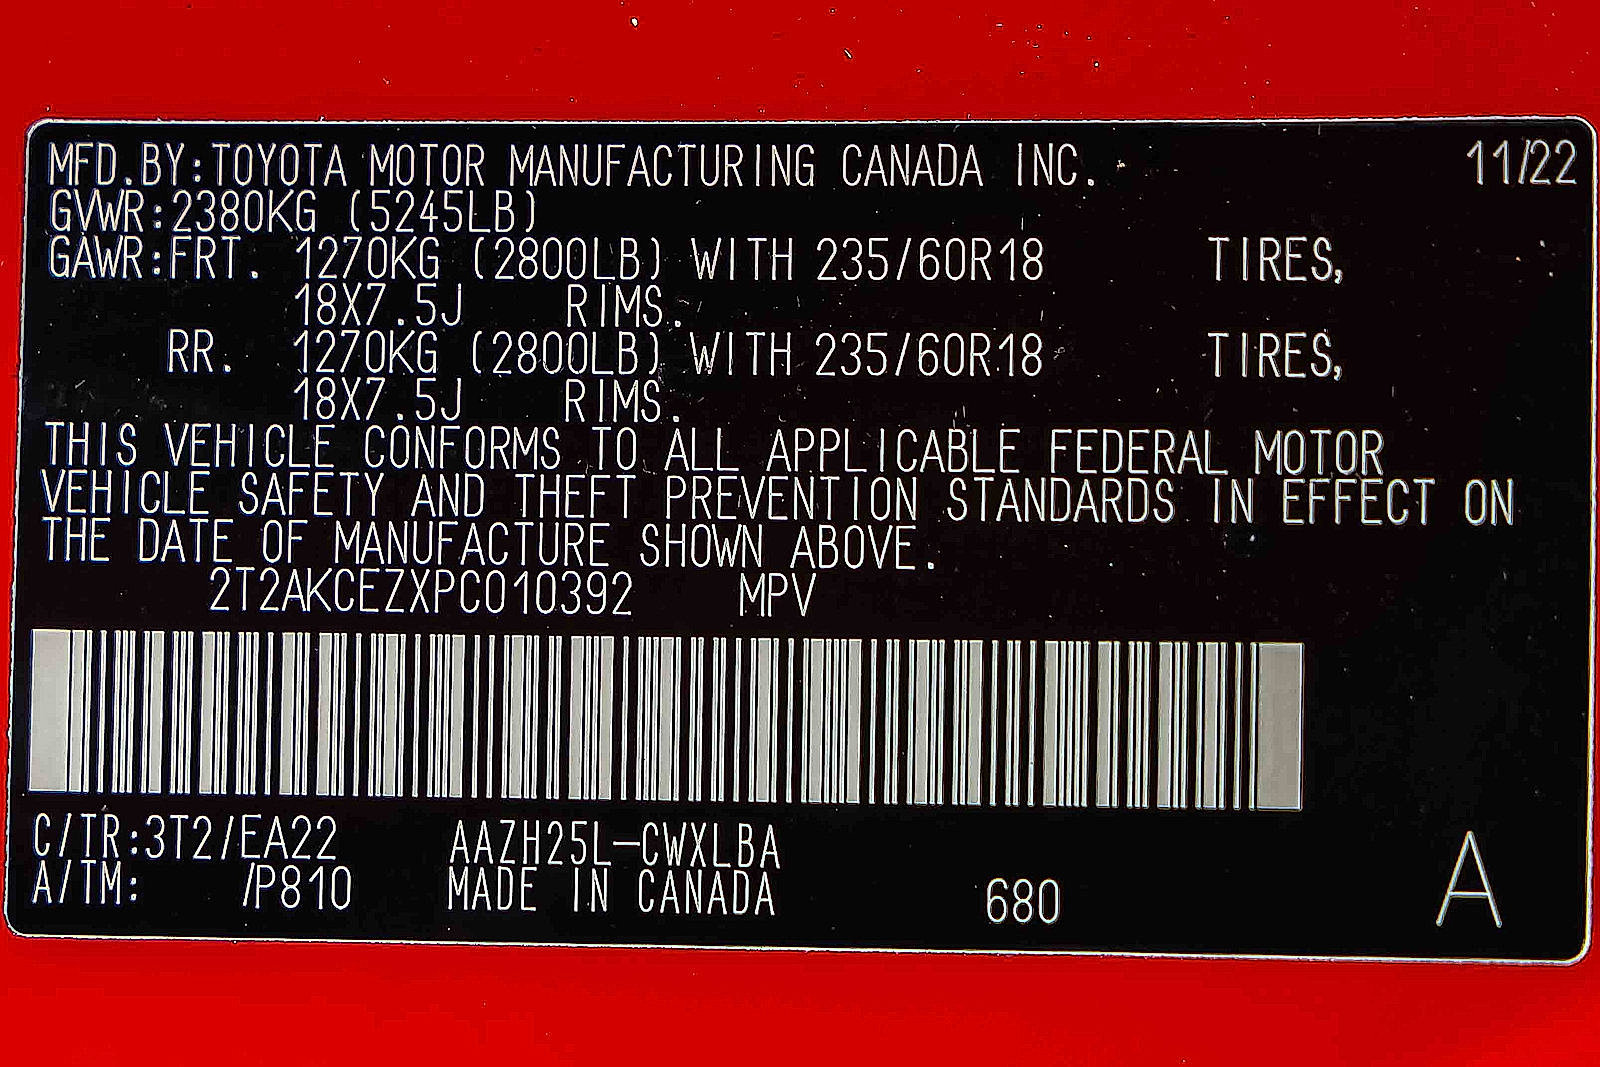 MFD.BY:TOYOTA MOTOR MANUFACTURING CANADA INC. 11/22
GVWR:2380KG (5245LB)
GAWR:FRT. 1270KG (2800LB) WITH 235/60R18 TIRES,
18X7.5J RIMS.
RR. 1270KG (2800LB) WITH 235/60R18 TIRES,
18X7.5J RIMS.
THIS VEHICLE CONFORMS TO ALL APPLICABLE FEDERAL MOTOR
VEHICLE SAFETY AND THEFT PREVENTION STANDARDS IN EFFECT ON
THE DATE OF MANUFACTURE SHOWN ABOVE.
2T2AKCEZXPC010392 MPV
C/TR:3T2/EA22 AAZH25L-CWXLBA
A/TM: /P810 MADE IN CANADA 680 A